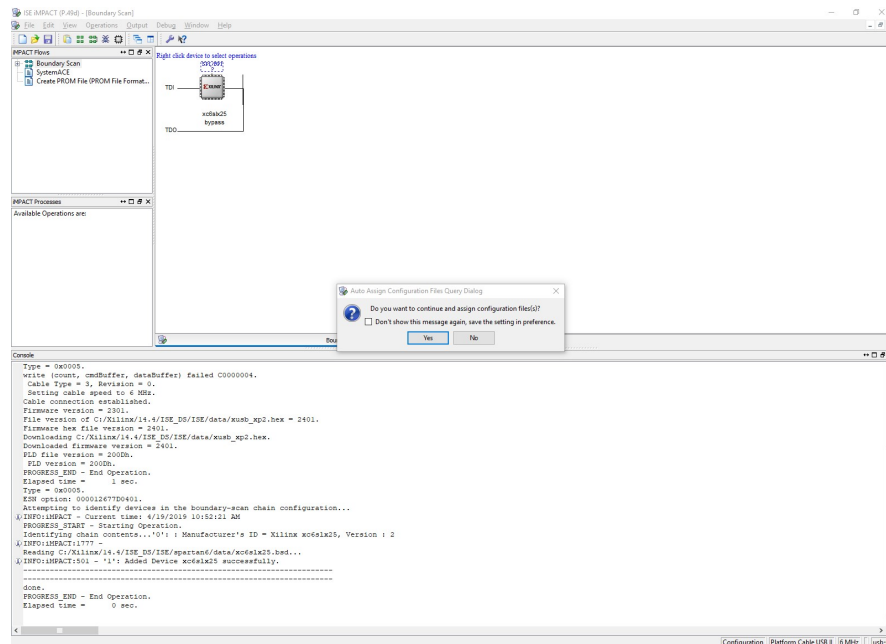 ISE iMPACT (P.49d) - [Boundary Scan]
File Edit View Operations Output Debug Window Help
iMPACT Flows
Boundary Scan
SystemACE
Create PROM File (PROM File Format...
Right click device to select operations
TDI
XILINX
xc6slx25
bypass
TDO
iMPACT Processes
Available Operations are:
Auto Assign Configuration Files Query Dialog
Do you want to continue and assign configuration files(s)?
Don't show this message again, save the setting in preference.
Yes No
Bou
Console
Type = 0x0005.
write (count, cmdBuffer, dataBuffer) failed C0000004.
Cable Type = 3, Revision = 0.
Setting cable speed to 6 MHz.
Cable connection established.
Firmware version = 2301.
File version of C:/Xilinx/14.4/ISE_DS/ISE/data/xusb_xp2.hex = 2401.
Firmware hex file version = 2401.
Downloading C:/Xilinx/14.4/ISE_DS/ISE/data/xusb_xp2.hex.
Downloaded firmware version = 2401.
PLD file version = 200Dh.
PLD version = 200Dh.
PROGRESS_END - End Operation.
Elapsed time = 1 sec.
Type = 0x0005.
ESN option: 000012677D0401.
Attempting to identify devices in the boundary-scan chain configuration...
INFO:iMPACT - Current time: 4/19/2019 10:52:21 AM
PROGRESS_START - Starting Operation.
Identifying chain contents...'0': : Manufacturer's ID = Xilinx xc6slx25, Version : 2
INFO:iMPACT:1777 -
Reading C:/Xilinx/14.4/ISE_DS/ISE/spartan6/data/xc6slx25.bsd...
INFO:iMPACT:501 - '1': Added Device xc6slx25 successfully.
----------------------------------------------------------------------
----------------------------------------------------------------------
done.
PROGRESS_END - End Operation.
Elapsed time = 0 sec.
Configuration Platform Cable USB II 6 MHz usb-